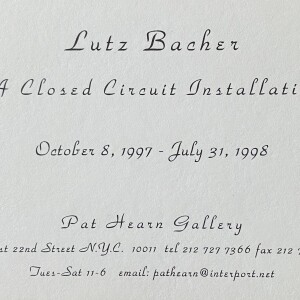 Lutz Bacher
A Closed Circuit Installati
October 8, 1997 - July 31, 1998
Pat Hearn Gallery
st 22nd Street N.Y.C. 10011 tel 212 727 7366 fax 212 7
Tues-Sat 11-6 email: pathearn@interport.net